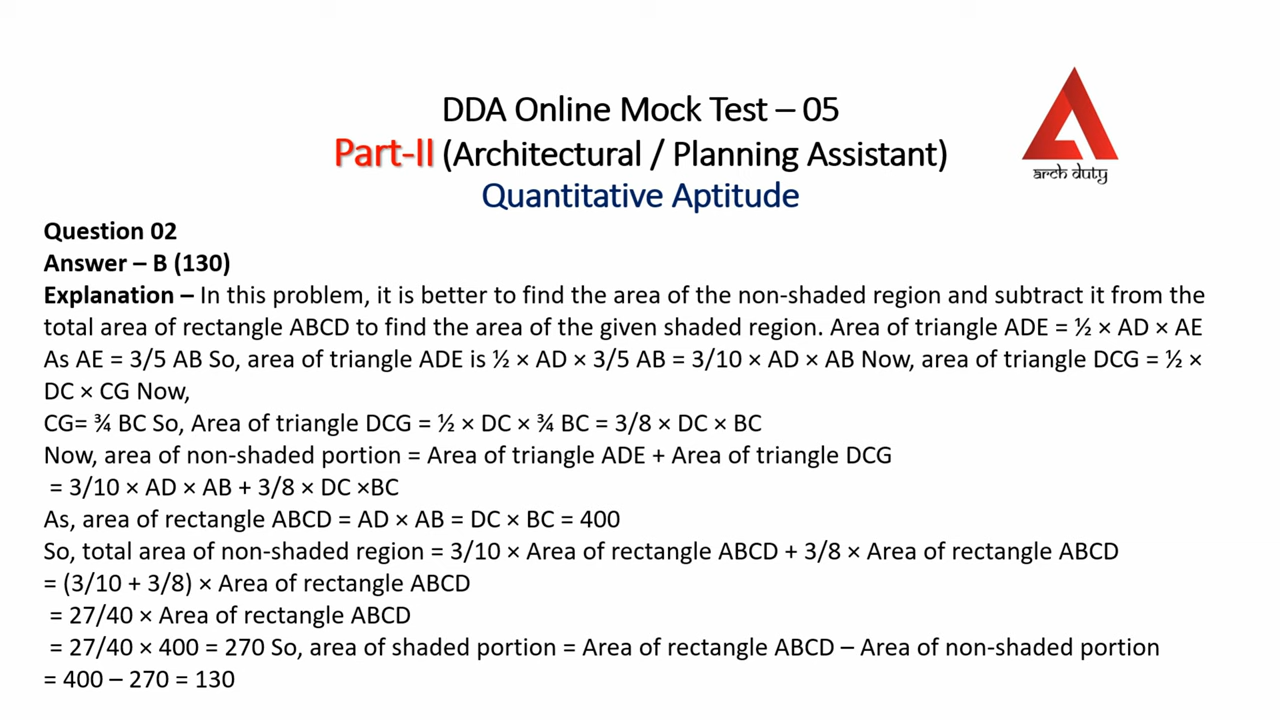 DDA Online Mock Test – 05
Part-II (Architectural / Planning Assistant)
Quantitative Aptitude
arch duty
Question 02
Answer – B (130)
Explanation – In this problem, it is better to find the area of the non-shaded region and subtract it from the
total area of rectangle ABCD to find the area of the given shaded region. Area of triangle ADE = ½ × AD × AE
As AE = 3/5 AB So, area of triangle ADE is ½ × AD × 3/5 AB = 3/10 × AD × AB Now, area of triangle DCG = ½ ×
DC × CG Now,
CG= ¾ BC So, Area of triangle DCG = ½ × DC × ¾ BC = 3/8 × DC × BC
Now, area of non-shaded portion = Area of triangle ADE + Area of triangle DCG
= 3/10 × AD × AB + 3/8 × DC ×BC
As, area of rectangle ABCD = AD × AB = DC × BC = 400
So, total area of non-shaded region = 3/10 × Area of rectangle ABCD + 3/8 × Area of rectangle ABCD
= (3/10 + 3/8) × Area of rectangle ABCD
= 27/40 × Area of rectangle ABCD
= 27/40 × 400 = 270 So, area of shaded portion = Area of rectangle ABCD – Area of non-shaded portion
= 400 – 270 = 130